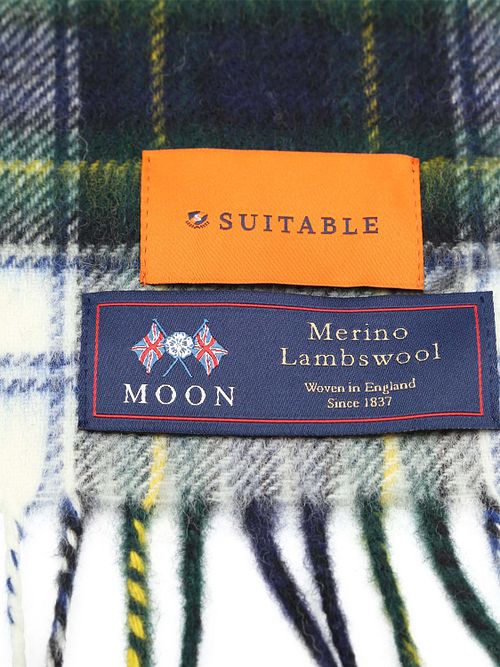 SUITABLE
Merino
Lambswool
MOON
Woven in England
Since 1837